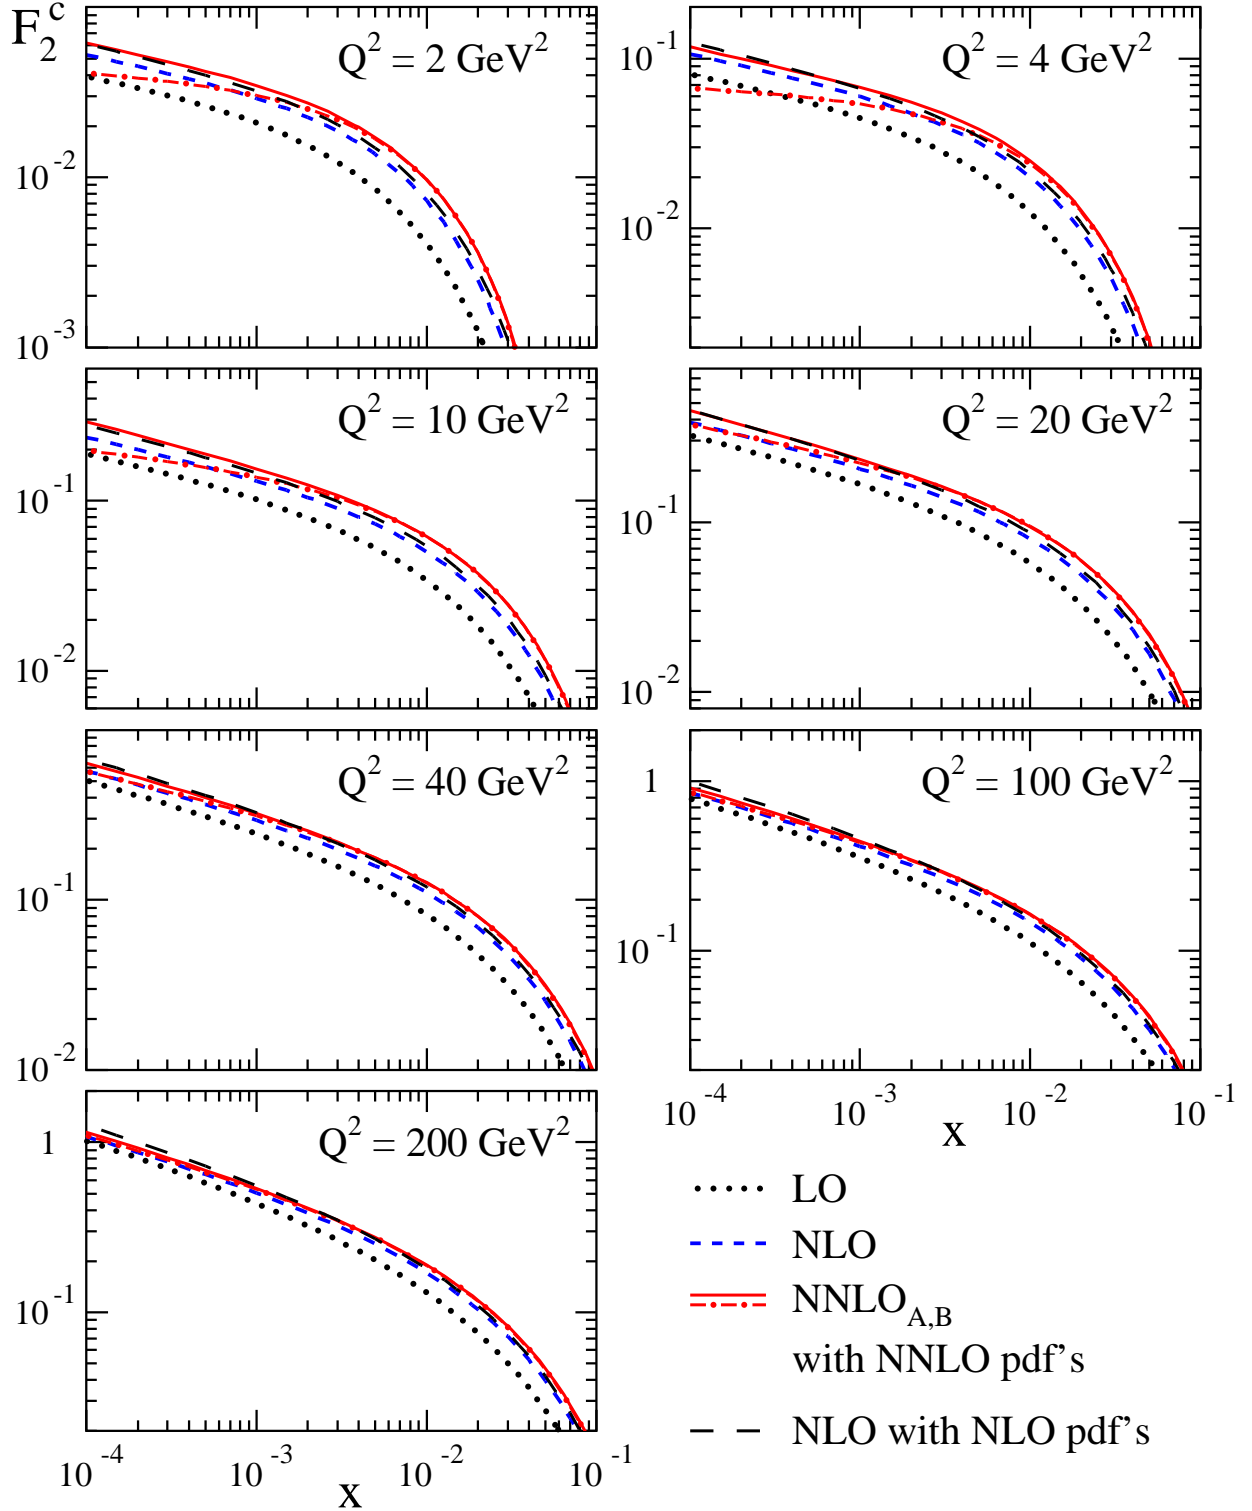 F₂ᶜ
Q² = 2 GeV²
10⁻²
10⁻³
Q² = 4 GeV²
10⁻¹
10⁻²
Q² = 10 GeV²
10⁻¹
10⁻²
Q² = 20 GeV²
10⁻¹
10⁻²
Q² = 40 GeV²
10⁻¹
10⁻²
Q² = 100 GeV²
1
10⁻¹
10⁻⁴ 10⁻³ 10⁻² 10⁻¹
x
Q² = 200 GeV²
1
10⁻¹
10⁻⁴ 10⁻³ 10⁻² 10⁻¹
x
LO
NLO
NNLO_A,B
with NNLO pdf's
NLO with NLO pdf's